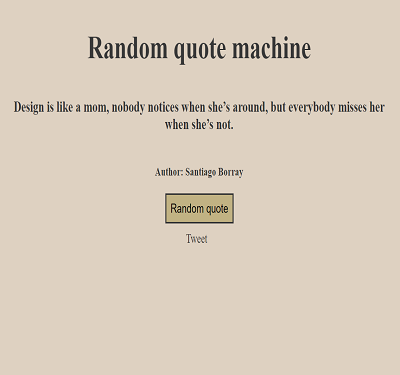 Random quote machine
Design is like a mom, nobody notices when she’s around, but everybody misses her
when she’s not.
Author: Santiago Borray
Random quote
Tweet